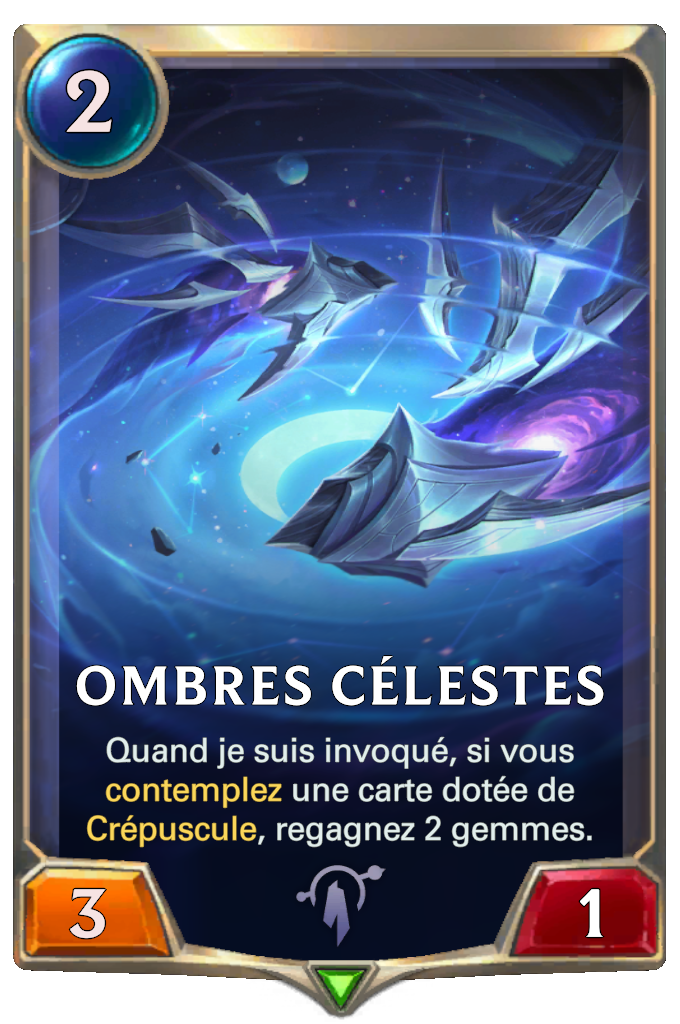 2
OMBRES CÉLESTES
Quand je suis invoqué, si vous
contemplez une carte dotée de
Crépuscule, regagnez 2 gemmes.
3
1